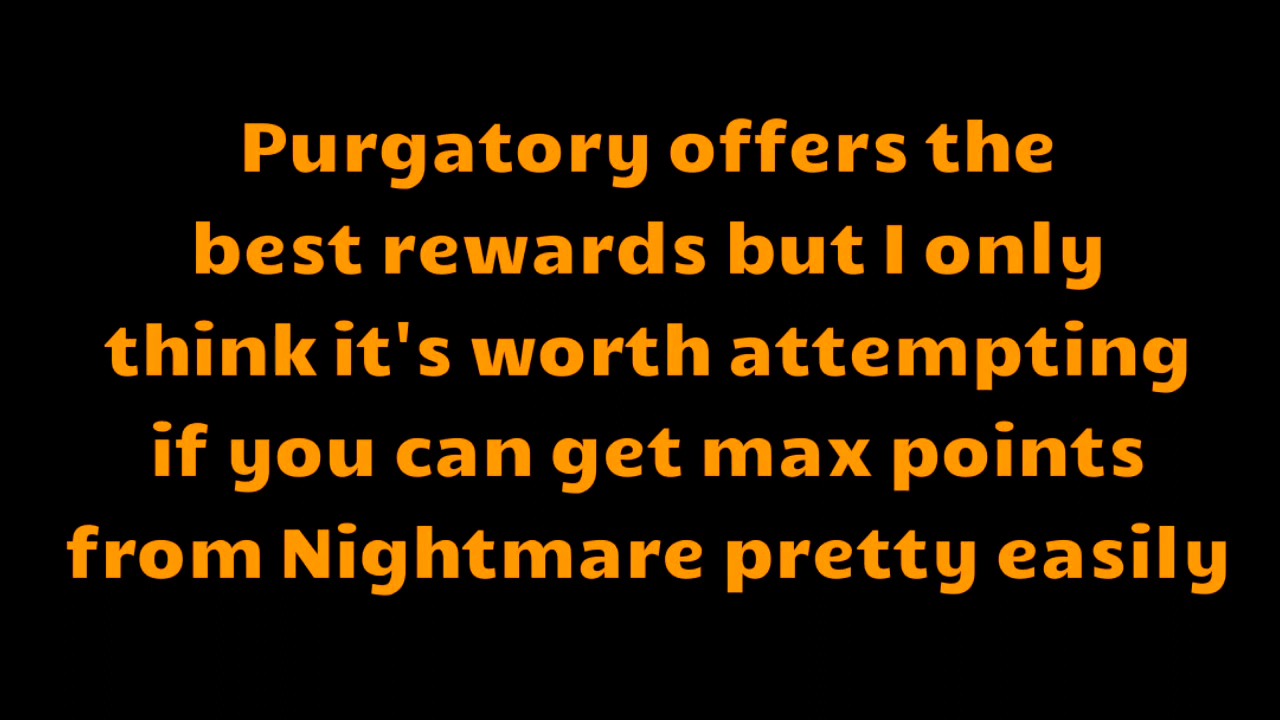 Purgatory offers the
best rewards but I only
think it's worth attempting
if you can get max points
from Nightmare pretty easily